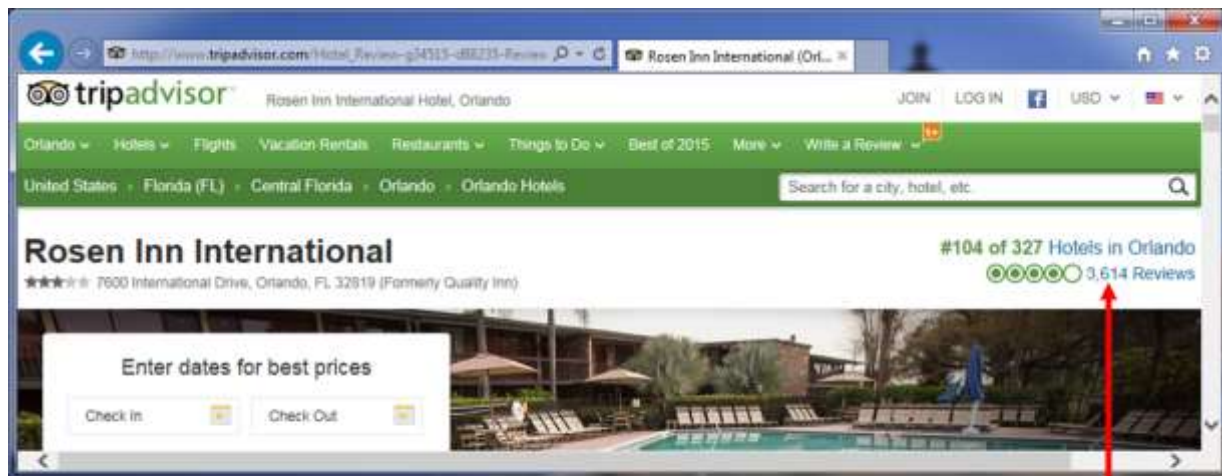 http://www.tripadvisor.com/Hotel_Review-g34515-d88235-Review
Rosen Inn International (Orl...
tripadvisor
Rosen Inn International Hotel, Orlando
JOIN LOG IN f USD
Orlando Hotels Flights Vacation Rentals Restaurants Things to Do Best of 2015 More Write a Review
United States Florida (FL) Central Florida Orlando Orlando Hotels
Search for a city, hotel, etc.
Rosen Inn International
#104 of 327 Hotels in Orlando
7600 International Drive, Orlando, FL 32819 (Formerly Quality Inn)
3,614 Reviews
Enter dates for best prices
Check In Check Out